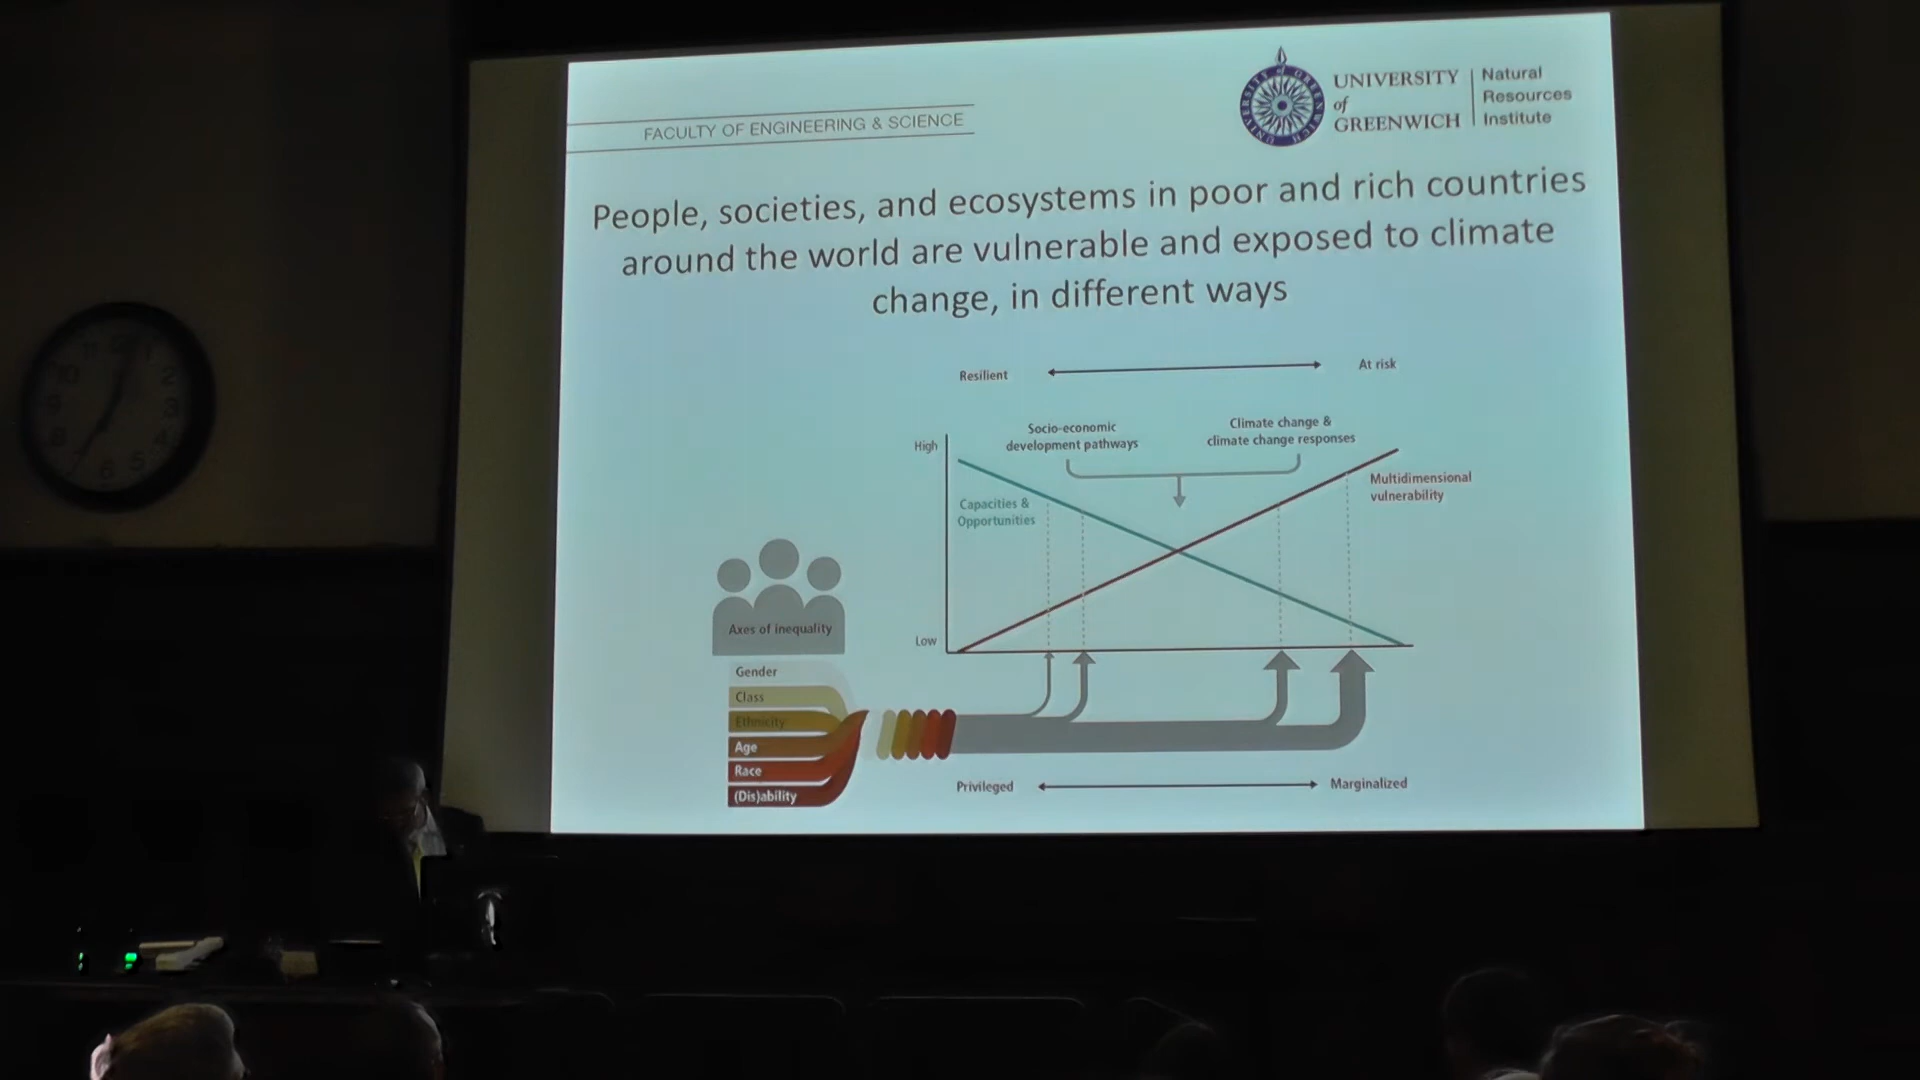 FACULTY OF ENGINEERING & SCIENCE
UNIVERSITY
of
GREENWICH
Natural
Resources
Institute
People, societies, and ecosystems in poor and rich countries
around the world are vulnerable and exposed to climate
change, in different ways
Resilient
At risk
Socio-economic
development pathways
Climate change &
climate change responses
High
Capacities &
Opportunities
Multidimensional
vulnerability
Low
Axes of inequality
Gender
Class
Ethnicity
Age
Race
(Dis)ability
Privileged
Marginalized